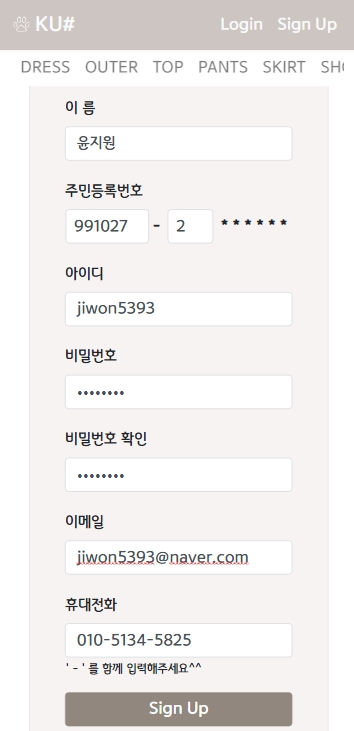 KU# Login Sign Up
DRESS OUTER TOP PANTS SKIRT SHO
이 름
윤지원
주민등록번호
991027 - 2 * * * * * *
아이디
jiwon5393
비밀번호
••••••••
비밀번호 확인
••••••••
이메일
jiwon5393@naver.com
휴대전화
010-5134-5825
' - ' 를 함께 입력해주세요^^
Sign Up